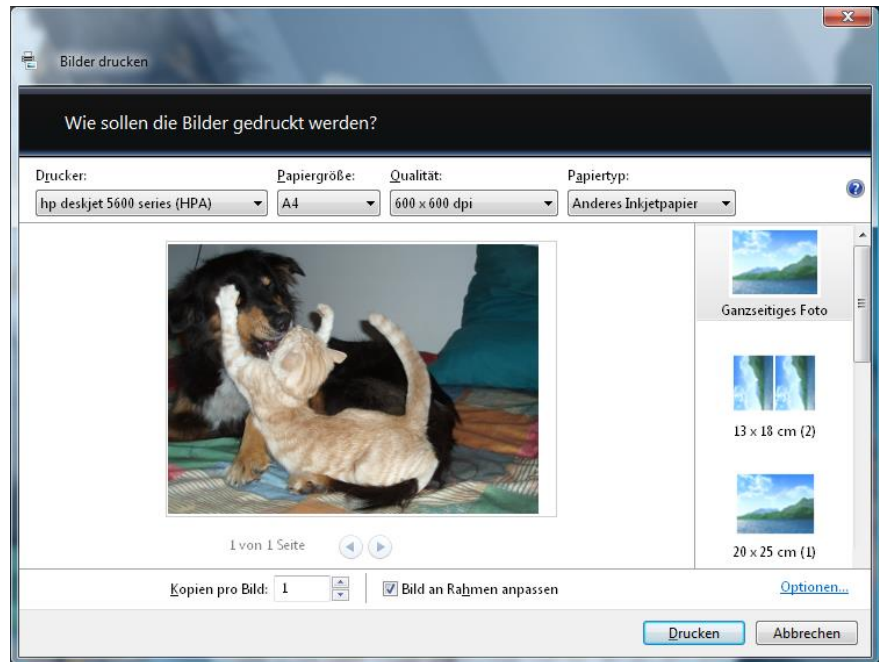 Bilder drucken
Wie sollen die Bilder gedruckt werden?
Drucker: Papiergröße: Qualität: Papiertyp:
hp deskjet 5600 series (HPA) A4 600 x 600 dpi Anderes Inkjetpapier
Ganzseitiges Foto
13 x 18 cm (2)
20 x 25 cm (1)
1 von 1 Seite
Kopien pro Bild: 1 Bild an Rahmen anpassen Optionen...
Drucken Abbrechen